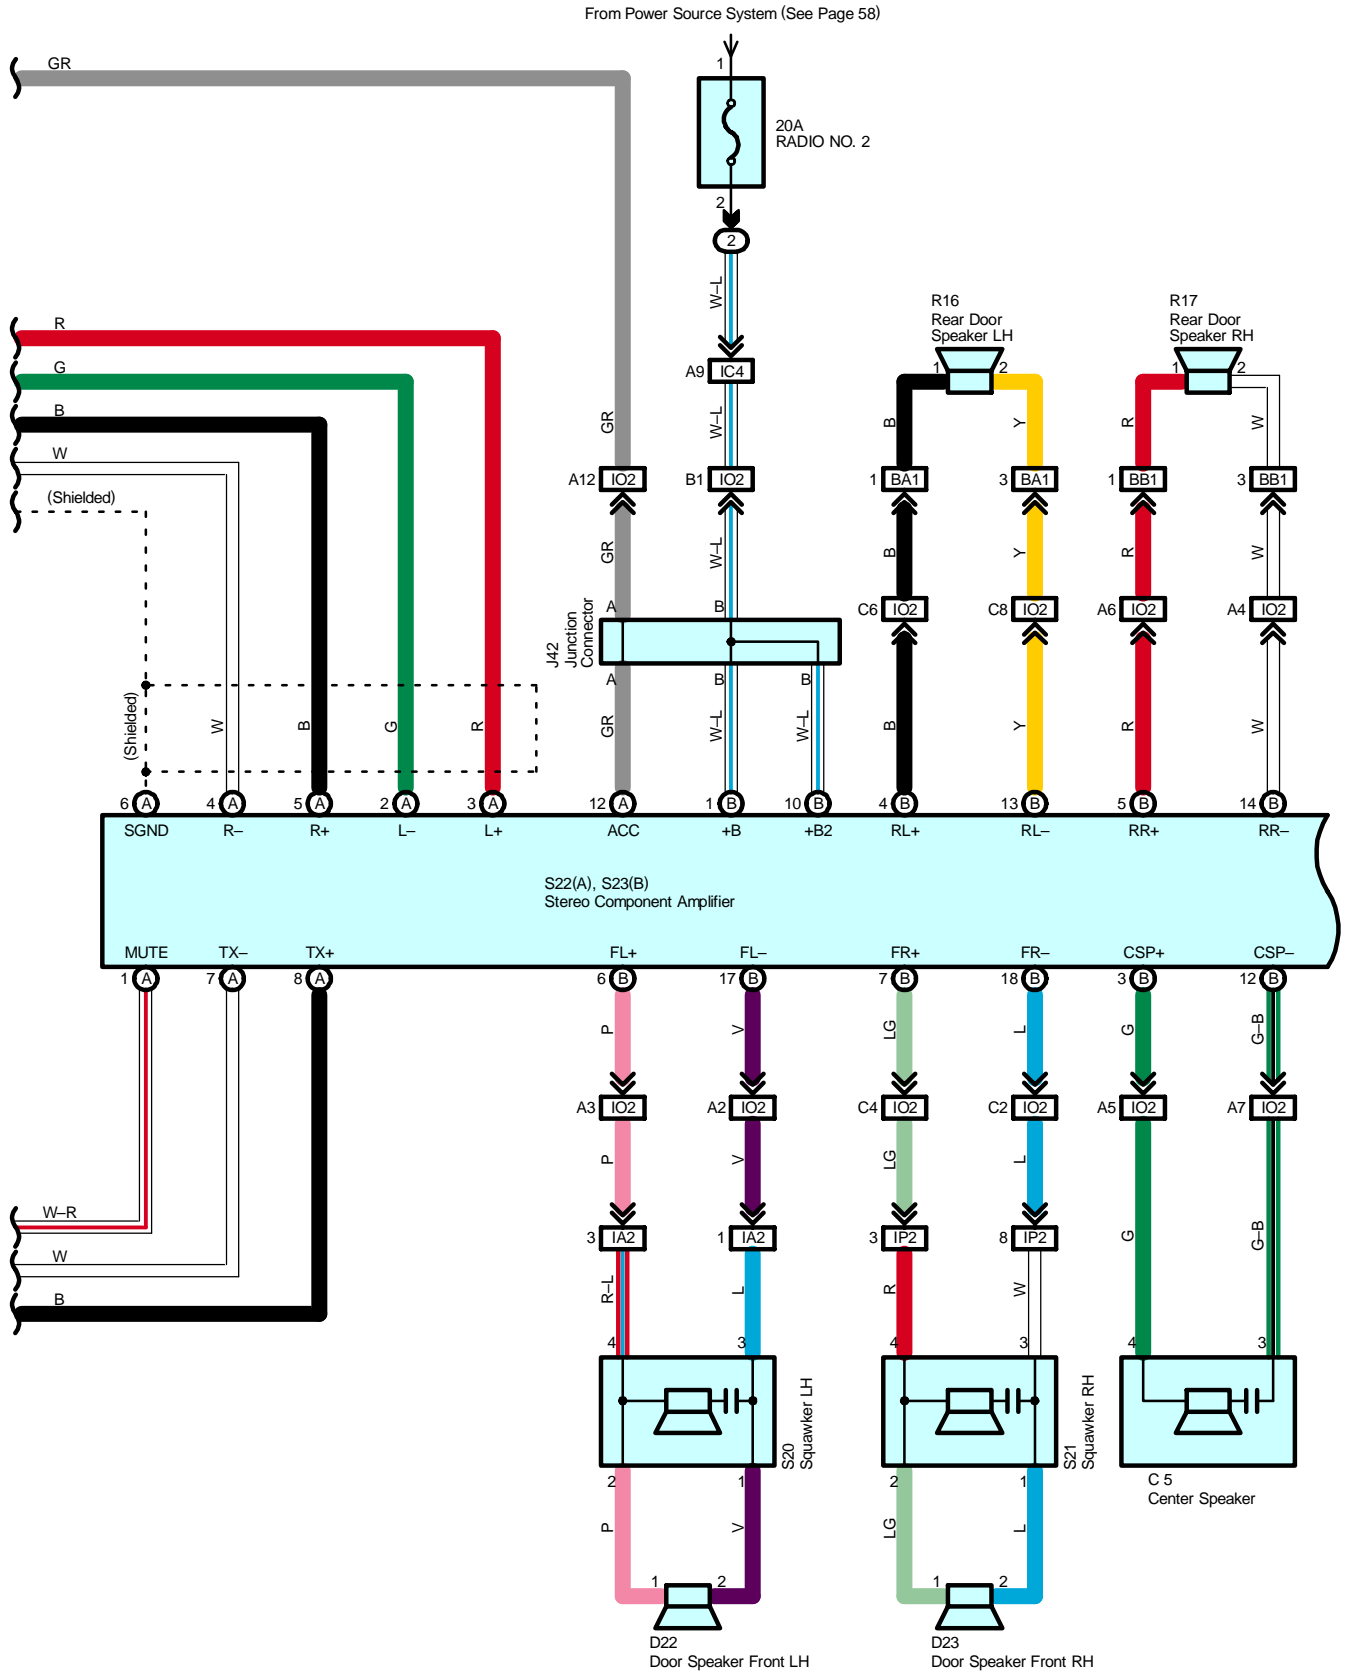 From Power Source System (See Page 58)
GR
1
20A
RADIO NO. 2
2
2
W–L
R16
Rear Door
Speaker LH
R17
Rear Door
Speaker RH
R
G
B
W
(Shielded)
A9 IC4
1 2
1 2
GR
W–L
B
Y
R
W
A12 IO2
B1 IO2
1 BA1
3 BA1
1 BB1
3 BB1
GR
W–L
B
Y
R
W
A B
C6 IO2
C8 IO2
A6 IO2
A4 IO2
J42
Junction
Connector
A B B
(Shielded)
W
B
G
R
GR
W–L
W–L
B
Y
R
W
6 A
4 A
5 A
2 A
3 A
12 A
1 B
10 B
4 B
13 B
5 B
14 B
SGND R– R+ L– L+ ACC +B +B2 RL+ RL– RR+ RR–
S22(A), S23(B)
Stereo Component Amplifier
MUTE TX– TX+ FL+ FL– FR+ FR– CSP+ CSP–
1 A
7 A
8 A
6 B
17 B
7 B
18 B
3 B
12 B
P
V
LG
L
G
G–B
A3 IO2
A2 IO2
C4 IO2
C2 IO2
A5 IO2
A7 IO2
P
V
LG
L
W–R
W
B
3 IA2
1 IA2
3 IP2
8 IP2
G
G–B
R–L
L
R
W
4 3
4 3
4 3
S20
Squawker LH
S21
Squawker RH
C 5
Center Speaker
2 1
2 1
P
V
LG
L
1 2
1 2
D22
Door Speaker Front LH
D23
Door Speaker Front RH